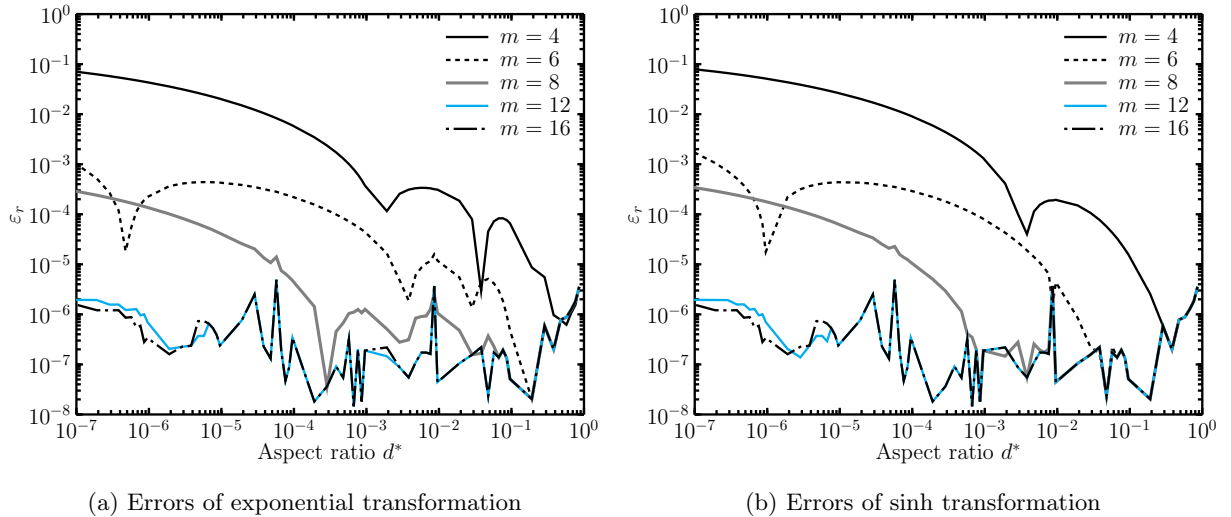 10^0
10^-1
10^-2
10^-3
10^-4
10^-5
10^-6
10^-7
10^-8
ε_r
m = 4
m = 6
m = 8
m = 12
m = 16
10^-7 10^-6 10^-5 10^-4 10^-3 10^-2 10^-1 10^0
Aspect ratio d*
(a) Errors of exponential transformation
10^0
10^-1
10^-2
10^-3
10^-4
10^-5
10^-6
10^-7
10^-8
ε_r
m = 4
m = 6
m = 8
m = 12
m = 16
10^-7 10^-6 10^-5 10^-4 10^-3 10^-2 10^-1 10^0
Aspect ratio d*
(b) Errors of sinh transformation